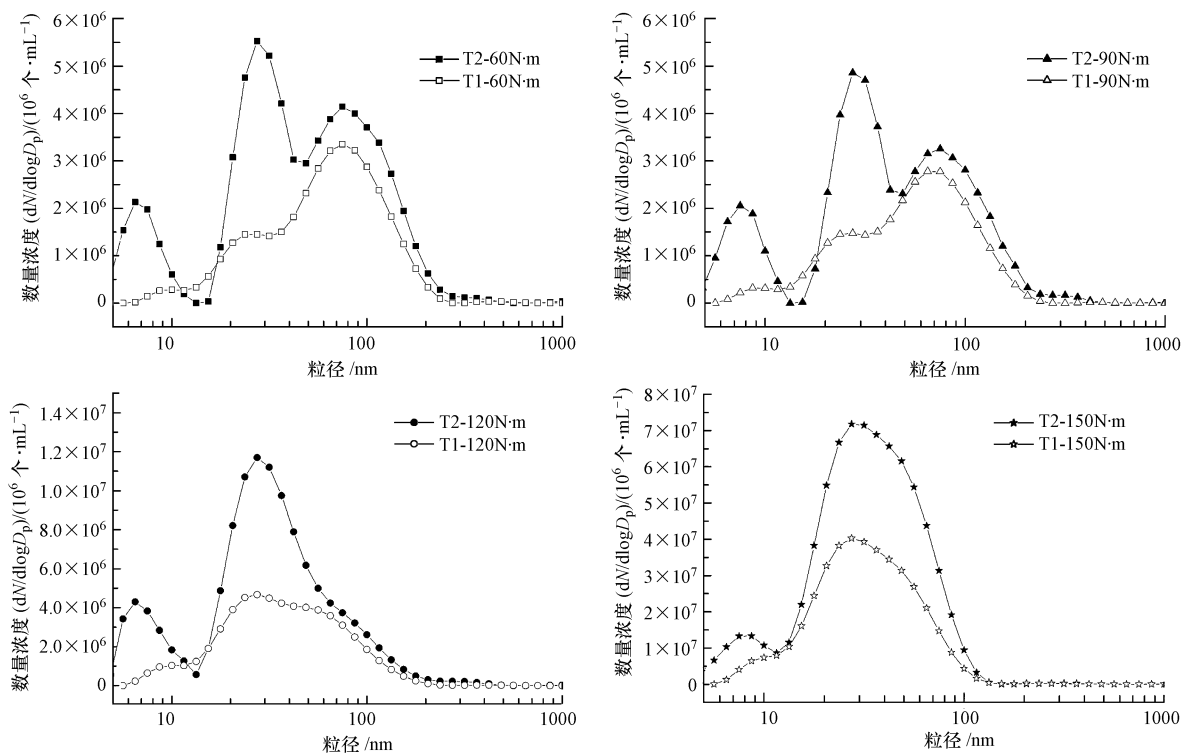 数量浓度 (dN/dlogDp)/(10⁶ 个·mL⁻¹)
6×10⁶
5×10⁶
4×10⁶
3×10⁶
2×10⁶
1×10⁶
0
T2-60N·m
T1-60N·m
10
100
1000
粒径 /nm
数量浓度 (dN/dlogDp)/(10⁶ 个·mL⁻¹)
6×10⁶
5×10⁶
4×10⁶
3×10⁶
2×10⁶
1×10⁶
0
T2-90N·m
T1-90N·m
10
100
1000
粒径 /nm
数量浓度 (dN/dlogDp)/(10⁶ 个·mL⁻¹)
1.4×10⁷
1.2×10⁷
1.0×10⁷
8.0×10⁶
6.0×10⁶
4.0×10⁶
2.0×10⁶
0
T2-120N·m
T1-120N·m
10
100
1000
粒径 /nm
数量浓度 (dN/dlogDp)/(10⁶ 个·mL⁻¹)
8×10⁷
7×10⁷
6×10⁷
5×10⁷
4×10⁷
3×10⁷
2×10⁷
1×10⁷
0
T2-150N·m
T1-150N·m
10
100
1000
粒径 /nm